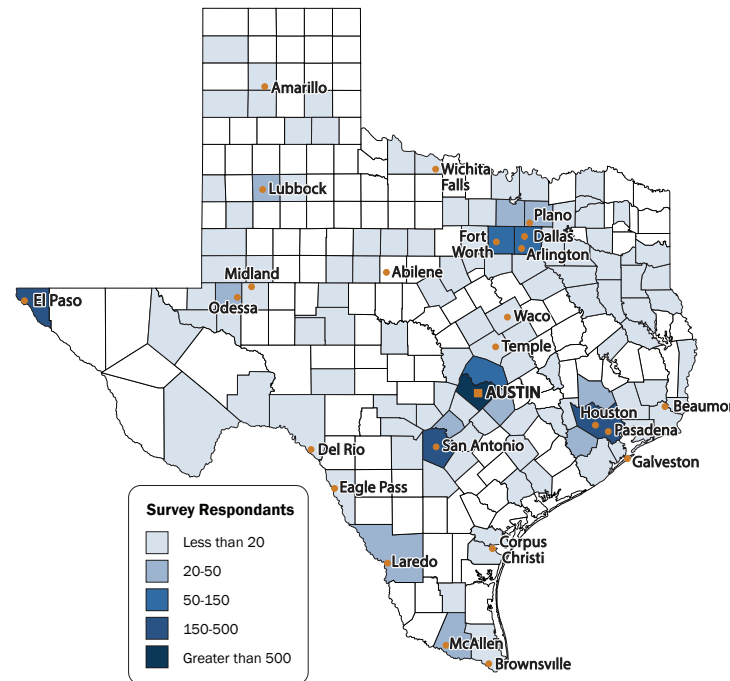 Amarillo
Wichita
Falls
Lubbock
Plano
Fort
Worth
Dallas
Arlington
Midland
Abilene
El Paso
Odessa
Waco
Temple
AUSTIN
Houston
Beaumon
Pasadena
San Antonio
Del Rio
Galveston
Eagle Pass
Survey Respondants
Less than 20
20-50
50-150
150-500
Greater than 500
Corpus
Christi
Laredo
McAllen
Brownsville